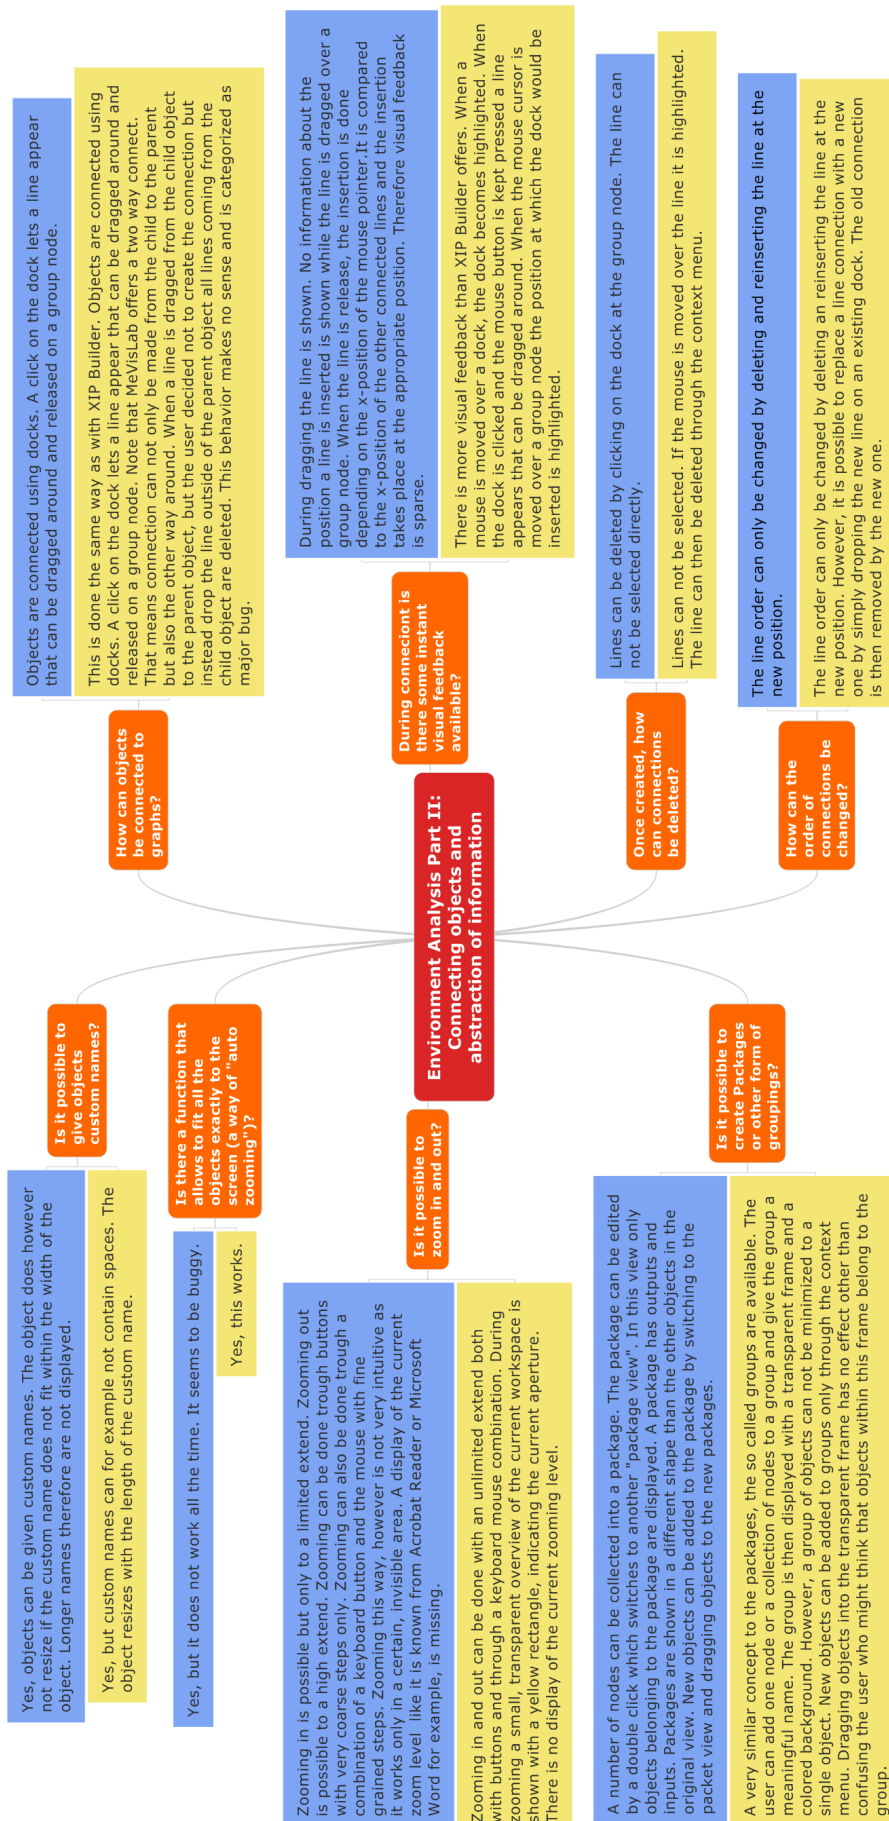 Environment Analysis Part II:
Connecting objects and
abstraction of information
How can objects
be connected to
graphs?
Objects are connected using docks. A click on the dock lets a line appear
that can be dragged around and released on a group node.
This is done the same way as with XIP Builder. Objects are connected using
docks. A click on the dock lets a line appear that can be dragged around and
released on a group node. Note that MeVisLab offers a two way connect.
That means connection can not only be made from the child to the parent
but also the other way around. When a line is dragged from the child object
to the parent object, but the user decided not to create the connection but
instead drop the line outside of the parent object all lines coming from the
child object are deleted. This behavior makes no sense and is categorized as
major bug.
During conneciont is
there some instant
visual feedback
available?
During dragging the line is shown. No information about the
position a line is inserted is shown while the line is dragged over a
group node. When the line is release, the insertion is done
depending on the x-position of the mouse pointer.It is compared
to the x-position of the other connected lines and the insertion
takes place at the appropriate position. Therefore visual feedback
is sparse.
There is more visual feedback than XIP Builder offers. When a
mouse is moved over a dock, the dock becomes highlighted. When
the dock is clicked and the mouse button is kept pressed a line
appears that can be dragged around. When the mouse cursor is
moved over a group node the position at which the dock would be
inserted is highlighted.
Once created, how
can connections
be deleted?
Lines can be deleted by clicking on the dock at the group node. The line can
not be selected directly.
Lines can not be selected. If the mouse is moved over the line it is highlighted.
The line can then be deleted through the context menu.
How can the
order of
connections be
changed?
The line order can only be changed by deleting and reinserting the line at the
new position.
The line order can only be changed by deleting an reinserting the line at the
new position. However, it is possible to replace a line connection with a new
one by simply dropping the new line on an existing dock. The old connection
is then removed by the new one.
Is it possible to
give objects
custom names?
Yes, objects can be given custom names. The object does however
not resize if the custom name does not fit within the width of the
object. Longer names therefore are not displayed.
Yes, but custom names can for example not contain spaces. The
object resizes with the length of the custom name.
Is there a function that
allows to fit all the
objects exactly to the
screen (a way of "auto
zooming")?
Yes, but it does not work all the time. It seems to be buggy.
Yes, this works.
Is it possible to
zoom in and out?
Zooming in is possible but only to a limited extend. Zooming out
is possible to a high extend. Zooming can be done trough buttons
with very coarse steps only. Zooming can also be done trough a
combination of a keyboard button and the mouse with fine
grained steps. Zooming this way, however is not very intuitive as
it works only in a certain, invisible area. A display of the current
zoom level like it is known from Acrobat Reader or Microsoft
Word for example, is missing.
Zooming in and out can be done with an unlimited extend both
with buttons and through a keyboard mouse combination. During
zooming a small, transparent overview of the current workspace is
shown with a yellow rectangle, indicating the current aperture.
There is no display of the current zooming level.
Is it possible to
create Packages
or other form of
groupings?
A number of nodes can be collected into a package. The package can be edited
by a double click which switches to another "package view". In this view only
objects belonging to the package are displayed. A package has outputs and
inputs. Packages are shown in a different shape than the other objects in the
original view. New objects can be added to the package by switching to the
packet view and dragging objects to the new packages.
A very similar concept to the packages, the so called groups are available. The
user can add one node or a collection of nodes to a group and give the group a
meaningful name. The group is then displayed with a transparent frame and a
colored background. However, a group of objects can not be minimized to a
single object. New objects can be added to groups only through the context
menu. Dragging objects into the transparent frame has no effect other than
confusing the user who might think that objects within this frame belong to the
group.